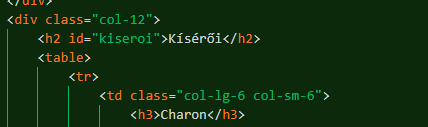 </div>
<div class="col-12">
<h2 id="kiseroi">Kísérői</h2>
<table>
<tr>
<td class="col-lg-6 col-sm-6">
<h3>Charon</h3>